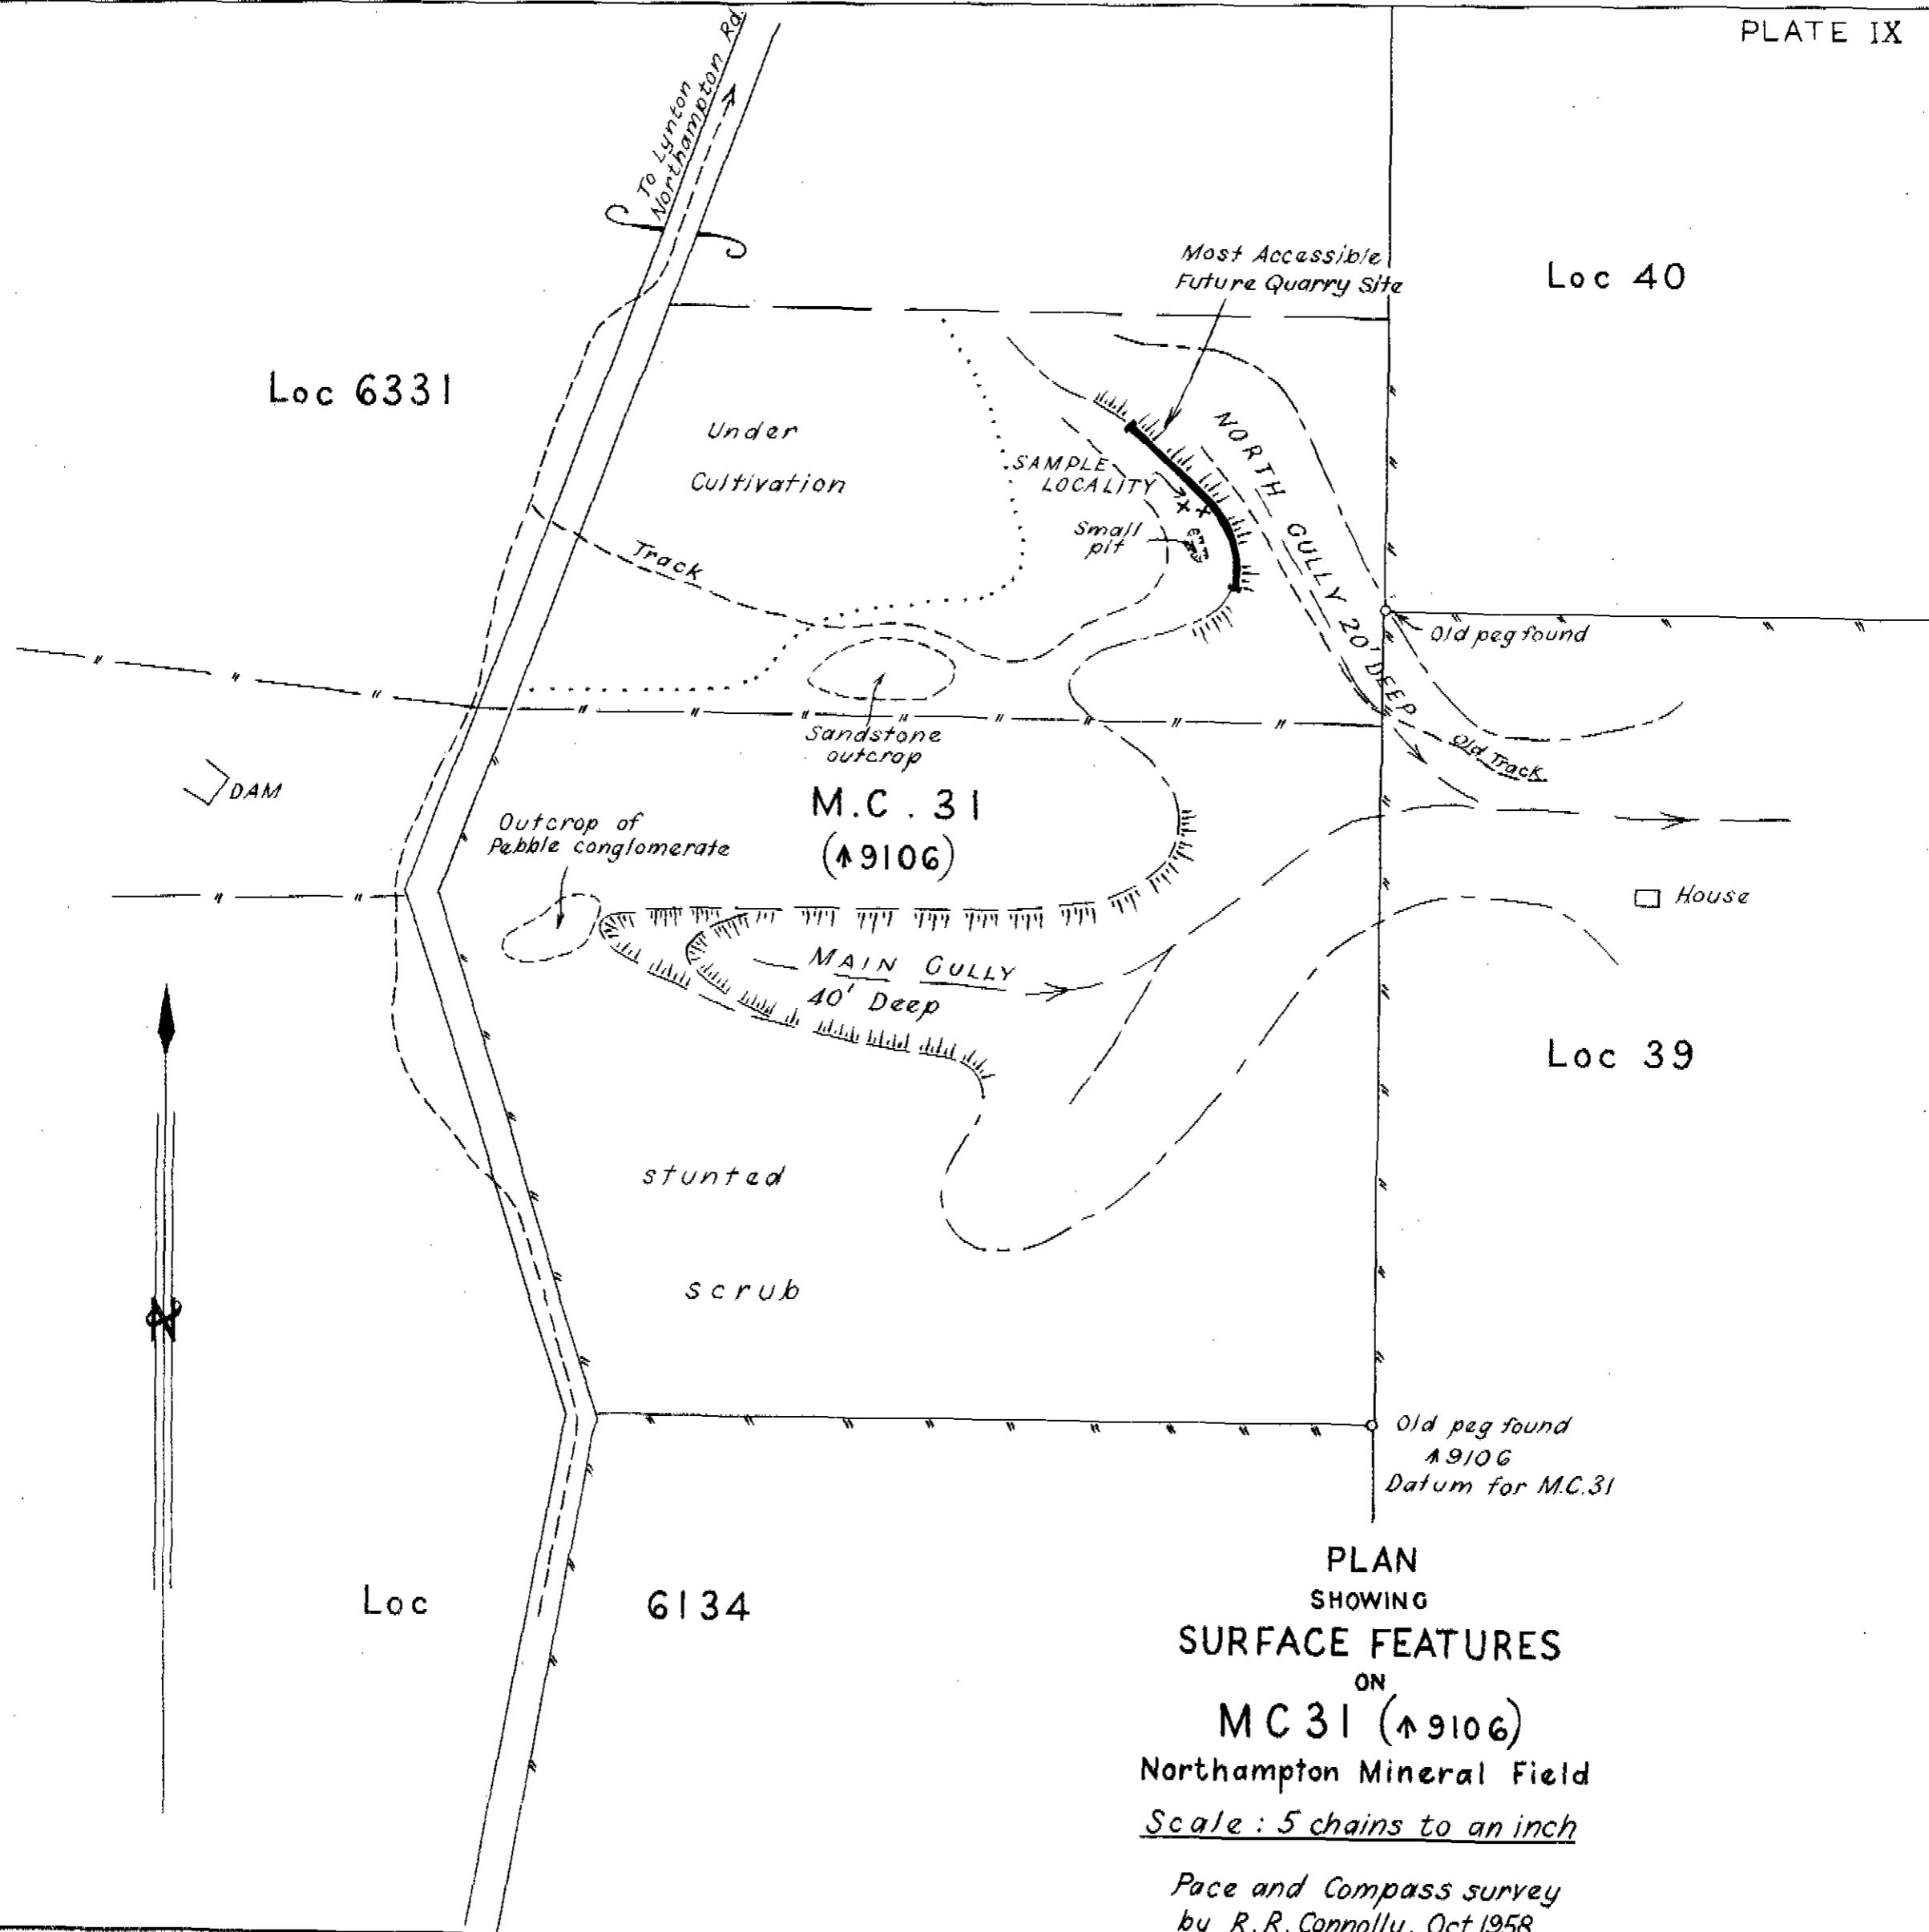 PLATE IX
To Lynton
Northampton Rd.
Most Accessible
Future Quarry Site
Loc 40
Loc 6331
Under
Cultivation
NORTH GULLY 20' DEEP
SAMPLE
LOCALITY
Small
pit
Track
Old peg found
Sandstone
outcrop
Old Track
DAM
M.C. 31
(↑9106)
Outcrop of
Pebble conglomerate
House
MAIN GULLY
40' Deep
Loc 39
stunted
scrub
N
Old peg found
↑9106
Datum for M.C.31
Loc 6134
PLAN
SHOWING
SURFACE FEATURES
ON
MC31 (↑9106)
Northampton Mineral Field
Scale : 5 chains to an inch
Pace and Compass survey
by R.R. Connolly, Oct 1958